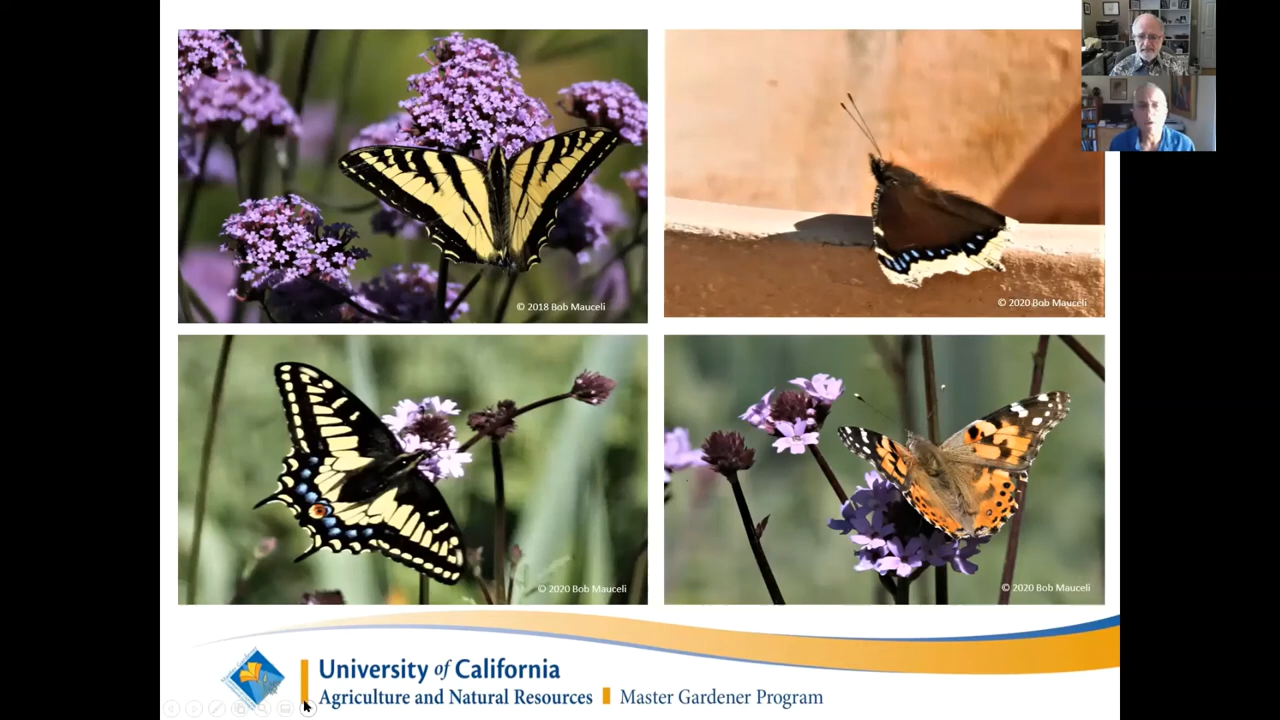 © 2018 Bob Mauceli
© 2020 Bob Mauceli
© 2020 Bob Mauceli
© 2020 Bob Mauceli
University of California
Agriculture and Natural Resources Master Gardener Program